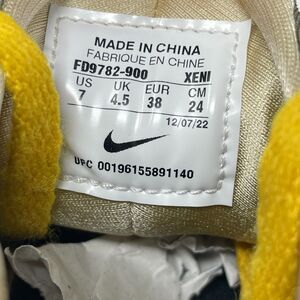 MADE IN CHINA
FABRIQUE EN CHINE
FD9782-900 XENI
US UK EUR CM
7 4.5 38 24
12/07/22
UPC 00196155891140